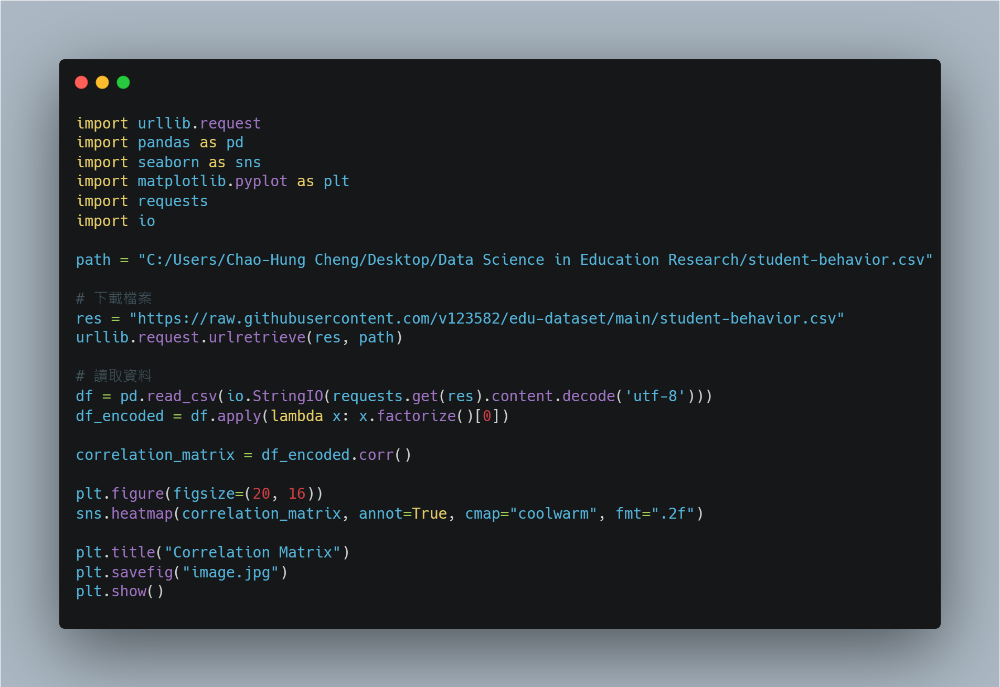 import urllib.request
import pandas as pd
import seaborn as sns
import matplotlib.pyplot as plt
import requests
import io
path = "C:/Users/Chao-Hung Cheng/Desktop/Data Science in Education Research/student-behavior.csv"
# 下載檔案
res = "https://raw.githubusercontent.com/v123582/edu-dataset/main/student-behavior.csv"
urllib.request.urlretrieve(res, path)
# 讀取資料
df = pd.read_csv(io.StringIO(requests.get(res).content.decode('utf-8')))
df_encoded = df.apply(lambda x: x.factorize()[0])
correlation_matrix = df_encoded.corr()
plt.figure(figsize=(20, 16))
sns.heatmap(correlation_matrix, annot=True, cmap="coolwarm", fmt=".2f")
plt.title("Correlation Matrix")
plt.savefig("image.jpg")
plt.show()